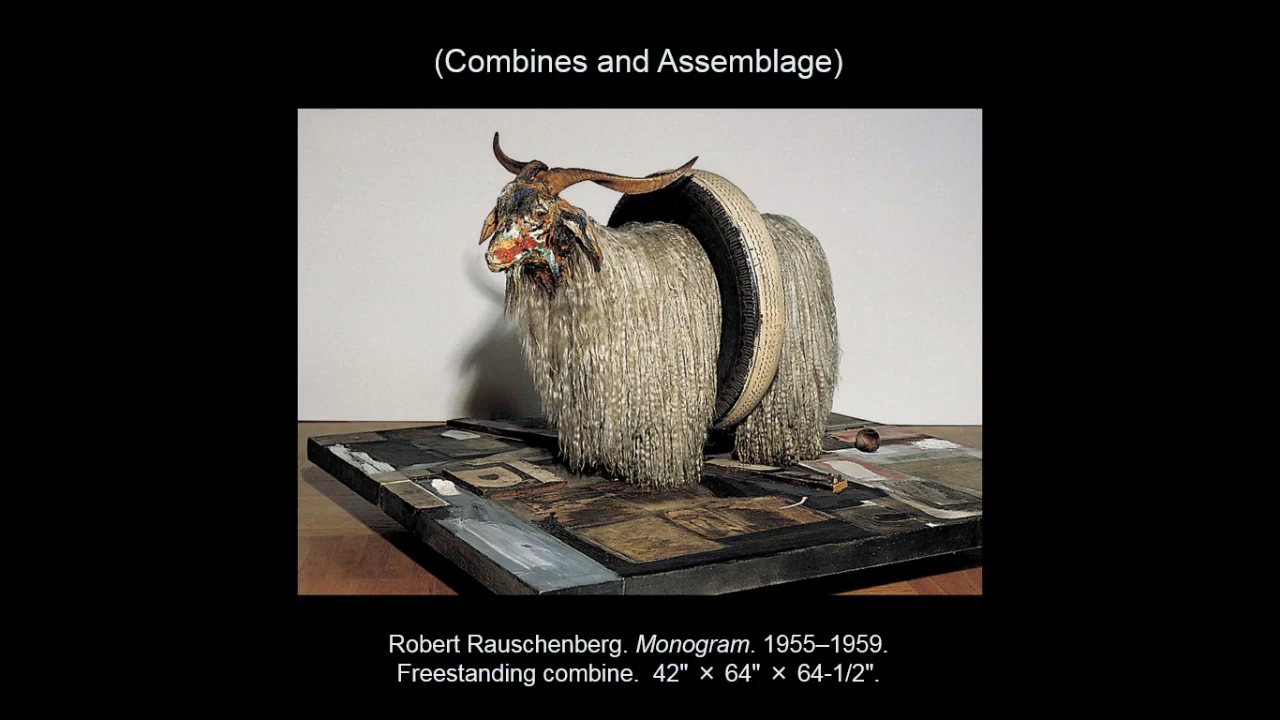 (Combines and Assemblage)
Robert Rauschenberg. Monogram. 1955–1959.
Freestanding combine. 42" × 64" × 64-1/2".